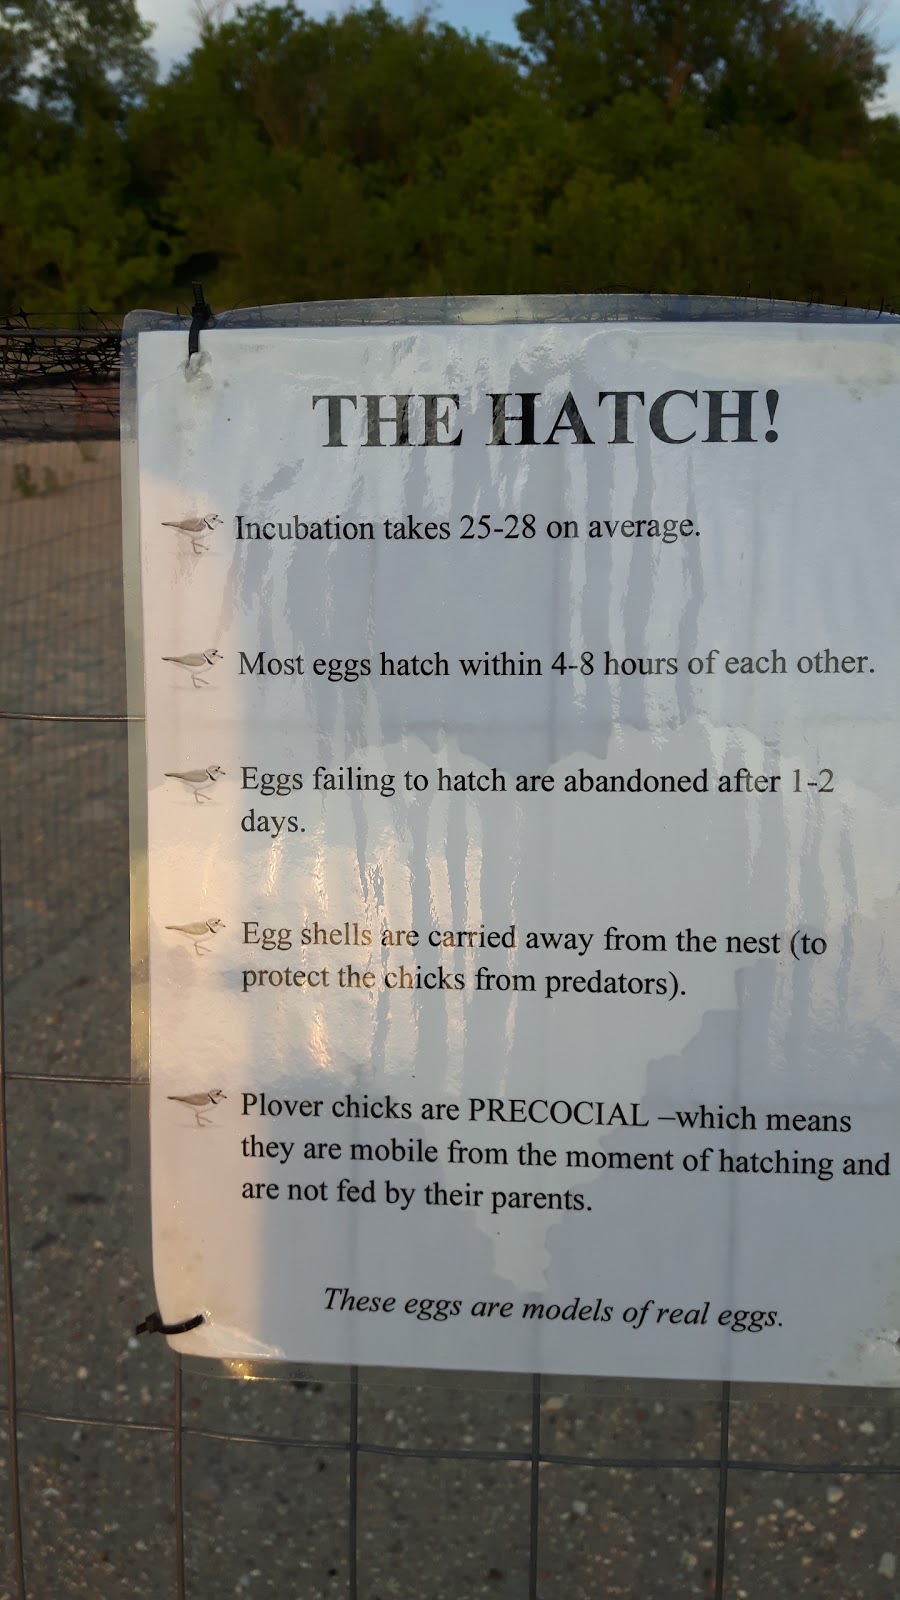 THE HATCH!
Incubation takes 25-28 on average.
Most eggs hatch within 4-8 hours of each other.
Eggs failing to hatch are abandoned after 1-2
days.
Egg shells are carried away from the nest (to
protect the chicks from predators).
Plover chicks are PRECOCIAL –which means
they are mobile from the moment of hatching and
are not fed by their parents.
These eggs are models of real eggs.